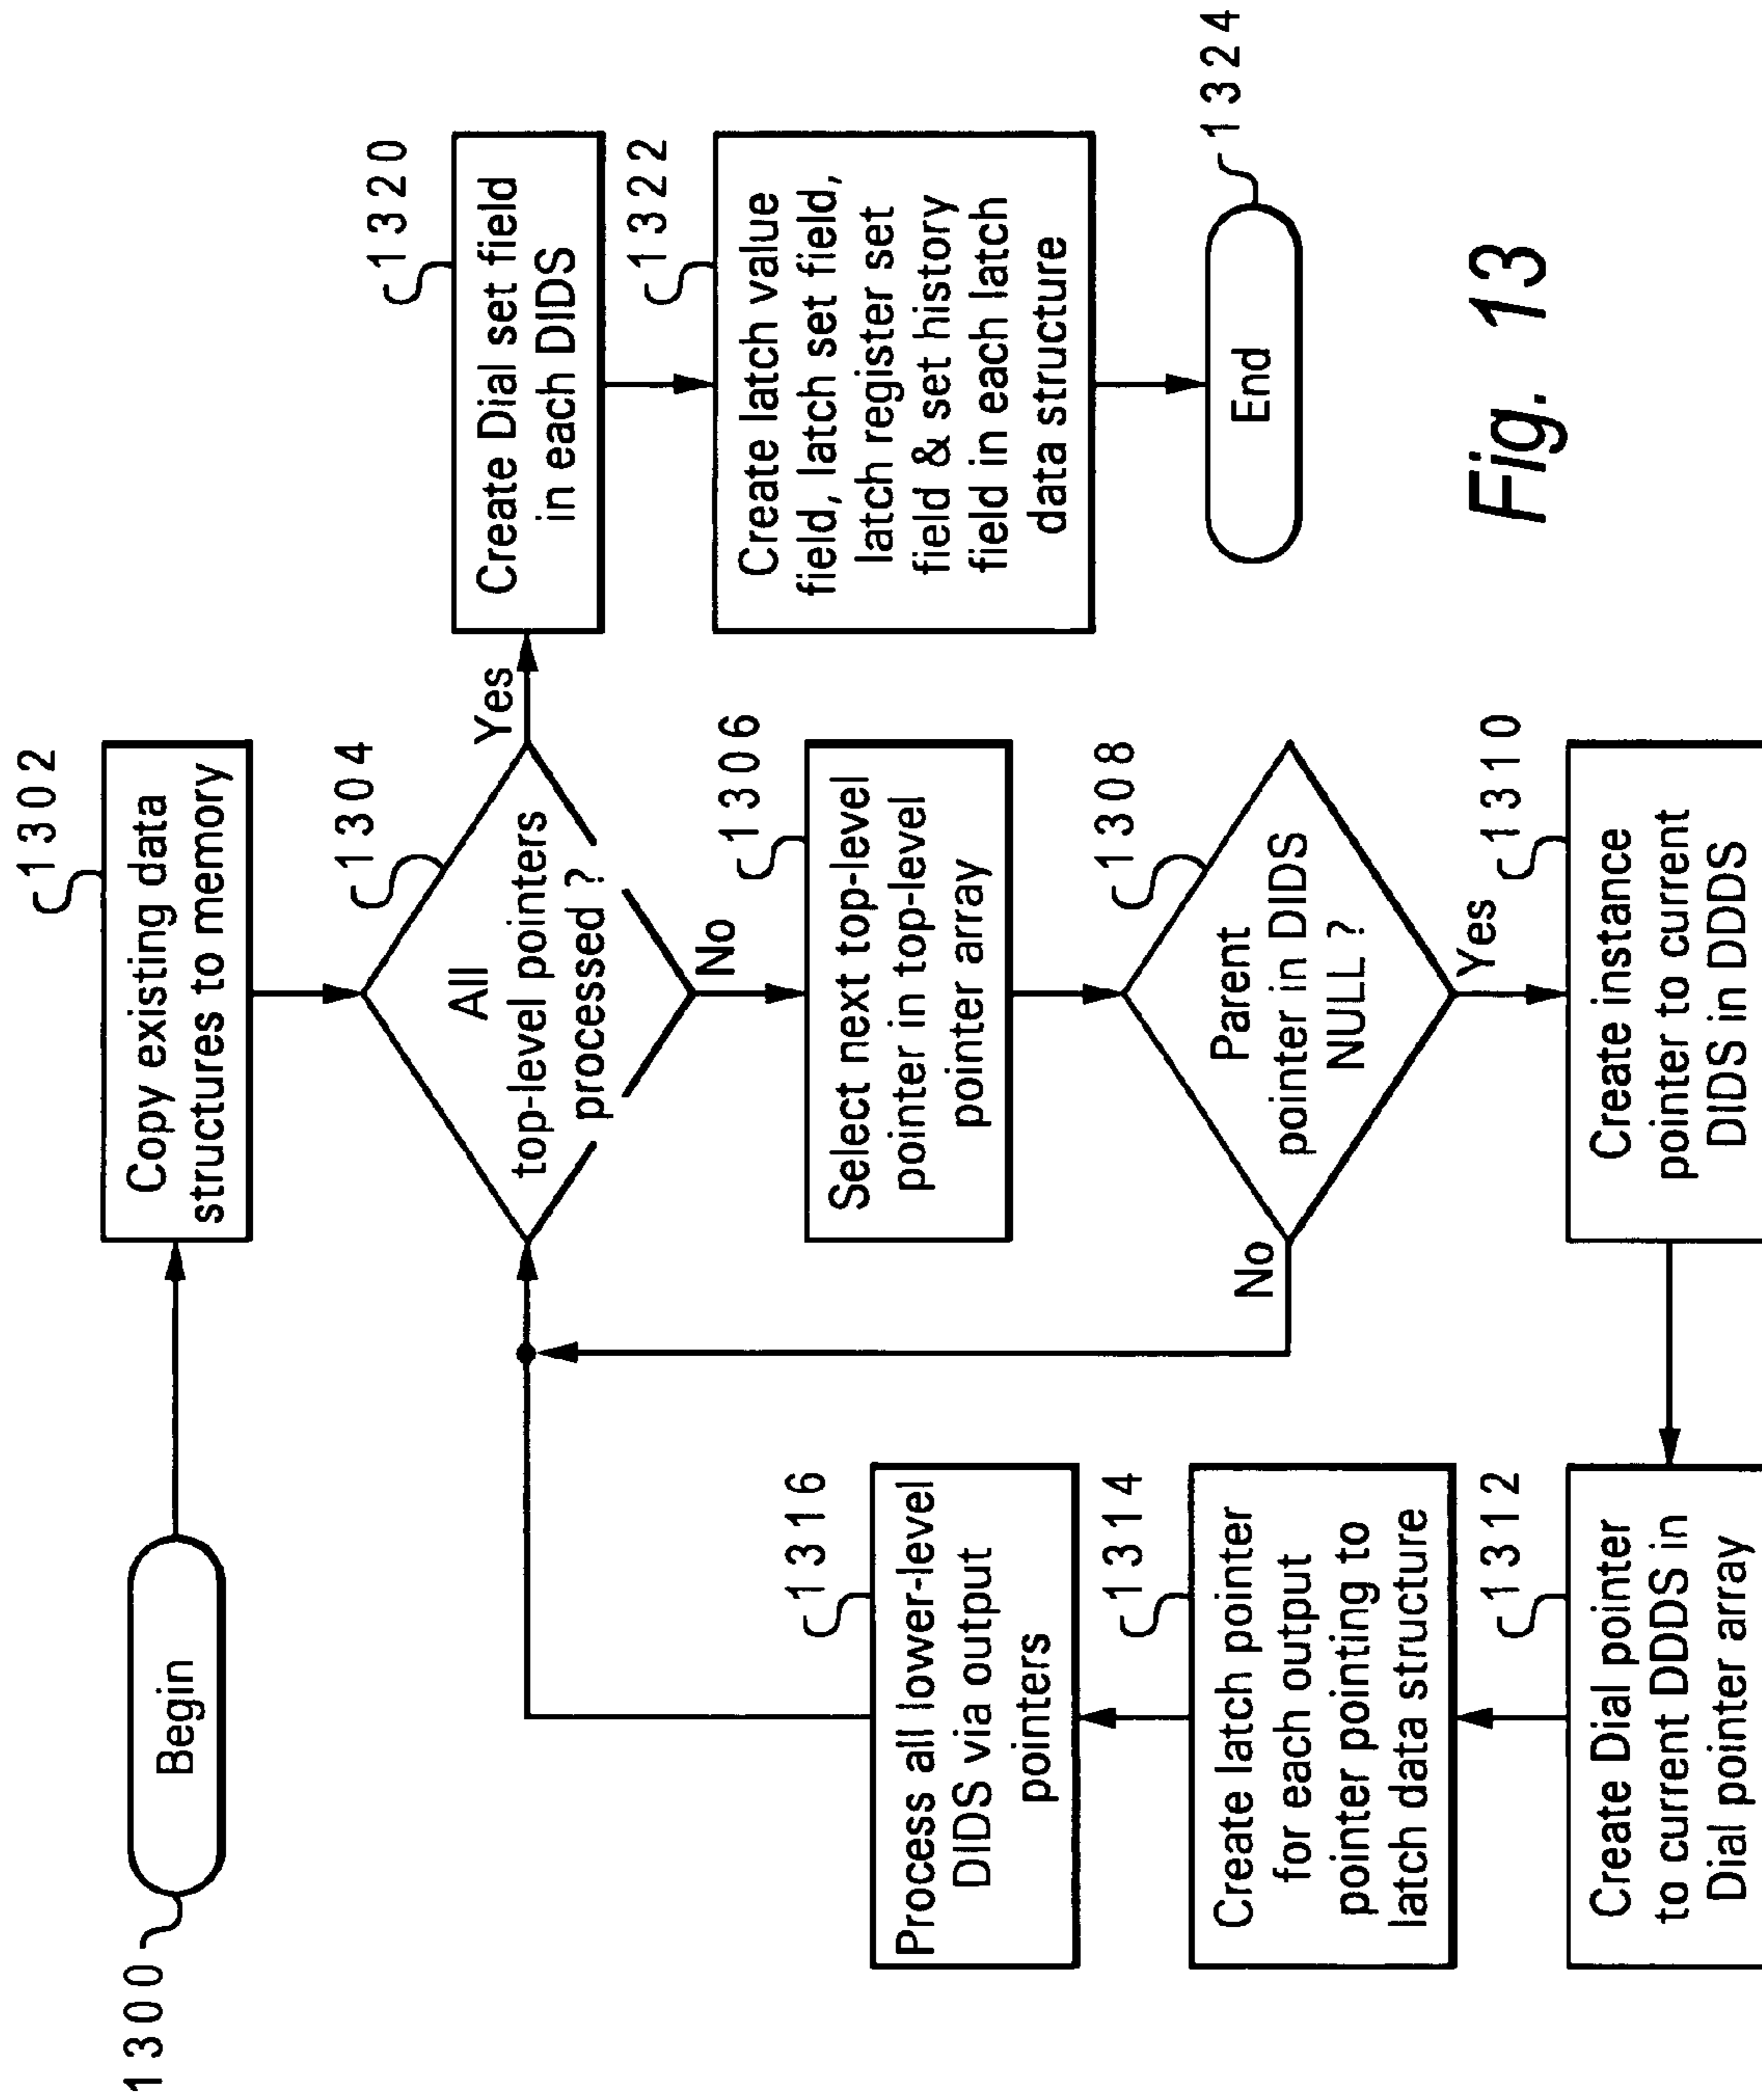 1300
Begin
1302
Copy existing data
structures to memory
1304
All
top-level pointers
processed ?
Yes
No
1306
Select next top-level
pointer in top-level
pointer array
1308
Parent
pointer in DIDS
NULL ?
No
Yes
1310
Create instance
pointer to current
DIDS in DDDS
1312
Create Dial pointer
to current DDDS in
Dial pointer array
1314
Create latch pointer
for each output
pointer pointing to
latch data structure
1316
Process all lower-level
DIDS via output
pointers
1320
Create Dial set field
in each DIDS
1322
Create latch value
field, latch set field,
latch register set
field & set history
field in each latch
data structure
End
1324
Fig. 13